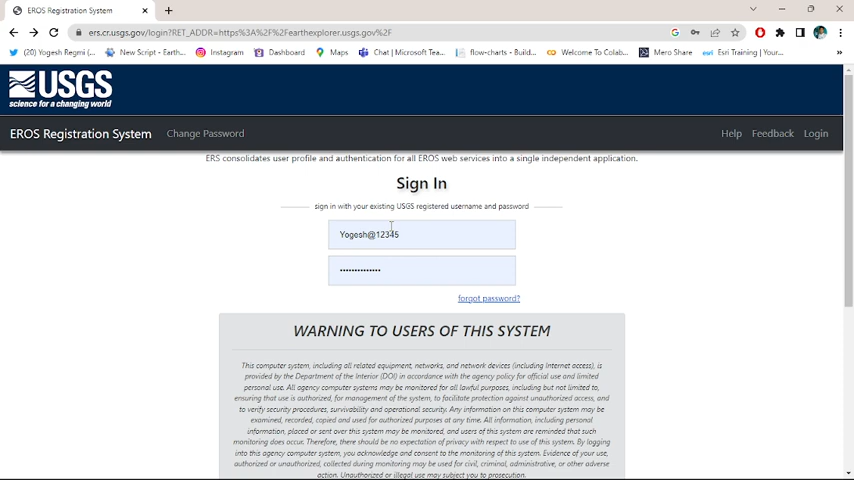 EROS Registration System
ers.cr.usgs.gov/login?RET_ADDR=https%3A%2F%2Fearthexplorer.usgs.gov%2F
(20) Yogesh Regmi (...
New Script - Earth...
Instagram
Dashboard
Maps
Chat | Microsoft Tea...
flow-charts - Build...
Welcome To Colab...
Mero Share
esri Esri Training | Your...
USGS
science for a changing world
EROS Registration System Change Password Help Feedback Login
ERS consolidates user profile and authentication for all EROS web services into a single independent application.
Sign In
sign in with your existing USGS registered username and password
Yogesh@12345
••••••••••••••
forgot password?
WARNING TO USERS OF THIS SYSTEM
This computer system, including all related equipment, networks, and network devices (including Internet access), is
provided by the Department of the Interior (DOI) in accordance with the agency policy for official use and limited
personal use. All agency computer systems may be monitored for all lawful purposes, including but not limited to,
ensuring that use is authorized, for management of the system, to facilitate protection against unauthorized access, and
to verify security procedures, survivability and operational security. Any information on this computer system may be
examined, recorded, copied and used for authorized purposes at any time. All information, including personal
information, placed or sent over this system may be monitored, and users of this system are reminded that such
monitoring does occur. Therefore, there should be no expectation of privacy with respect to use of this system. By logging
into this agency computer system, you acknowledge and consent to the monitoring of this system. Evidence of your use,
authorized or unauthorized, collected during monitoring may be used for civil, criminal, administrative, or other adverse
action. Unauthorized or illegal use may subject you to prosecution.